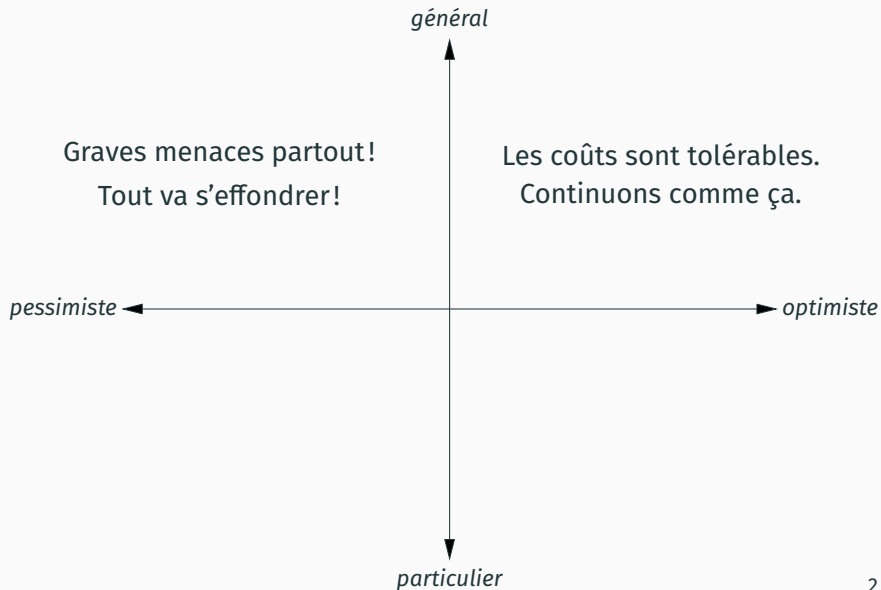 général
Graves menaces partout !
Tout va s’effondrer !
Les coûts sont tolérables.
Continuons comme ça.
pessimiste
optimiste
particulier
2